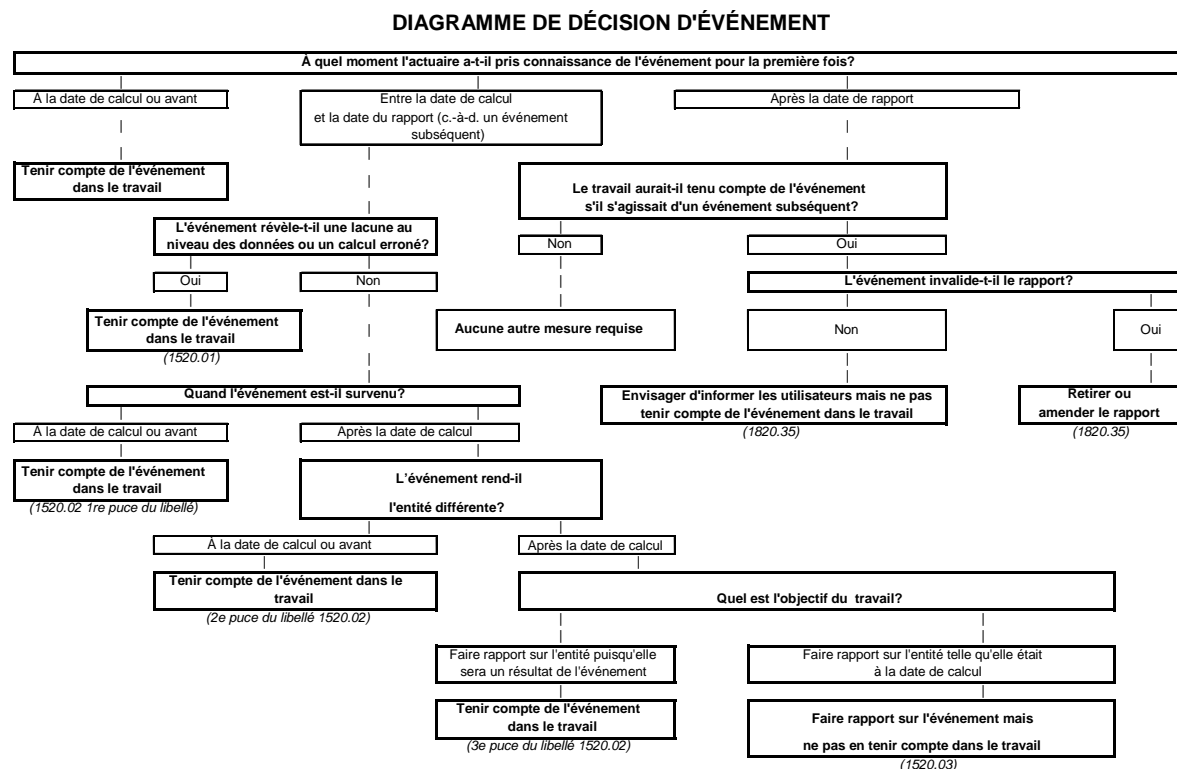 DIAGRAMME DE DÉCISION D'ÉVÉNEMENT
À quel moment l'actuaire a-t-il pris connaissance de l'événement pour la première fois?
À la date de calcul ou avant
Entre la date de calcul
et la date du rapport (c.-à-d. un événement
subséquent)
Après la date de rapport
Tenir compte de l'événement
dans le travail
Le travail aurait-il tenu compte de l'événement
s'il s'agissait d'un événement subséquent?
L'événement révèle-t-il une lacune au
niveau des données ou un calcul erroné?
Non
Oui
Oui
Non
L'événement invalide-t-il le rapport?
Tenir compte de l'événement
dans le travail
(1520.01)
Aucune autre mesure requise
Non
Oui
Quand l'événement est-il survenu?
Envisager d'informer les utilisateurs mais ne pas
tenir compte de l'événement dans le travail
(1820.35)
Retirer ou
amender le rapport
(1820.35)
À la date de calcul ou avant
Après la date de calcul
Tenir compte de l'événement
dans le travail
(1520.02 1re puce du libellé)
L'événement rend-il
l'entité différente?
À la date de calcul ou avant
Après la date de calcul
Tenir compte de l'événement dans le
travail
(2e puce du libellé 1520.02)
Quel est l'objectif du travail?
Faire rapport sur l'entité puisqu'elle
sera un résultat de l'événement
Faire rapport sur l'entité telle qu'elle était
à la date de calcul
Tenir compte de l'événement
dans le travail
(3e puce du libellé 1520.02)
Faire rapport sur l'événement mais
ne pas en tenir compte dans le travail
(1520.03)